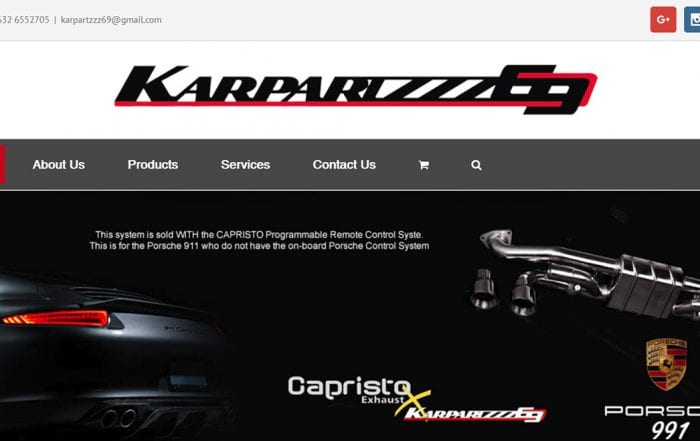 632 6552705 | karpartzzz69@gmail.com
G+
KARPARTZZZ69
About Us
Products
Services
Contact Us
This system is sold WITH the CAPRISTO Programmable Remote Control Syste.
This is for the Porsche 911 who do not have the on-board Porsche Control System
Capristo
Exhaust
X
KARPARTZZZ69
PORSCHE
PORSC
991